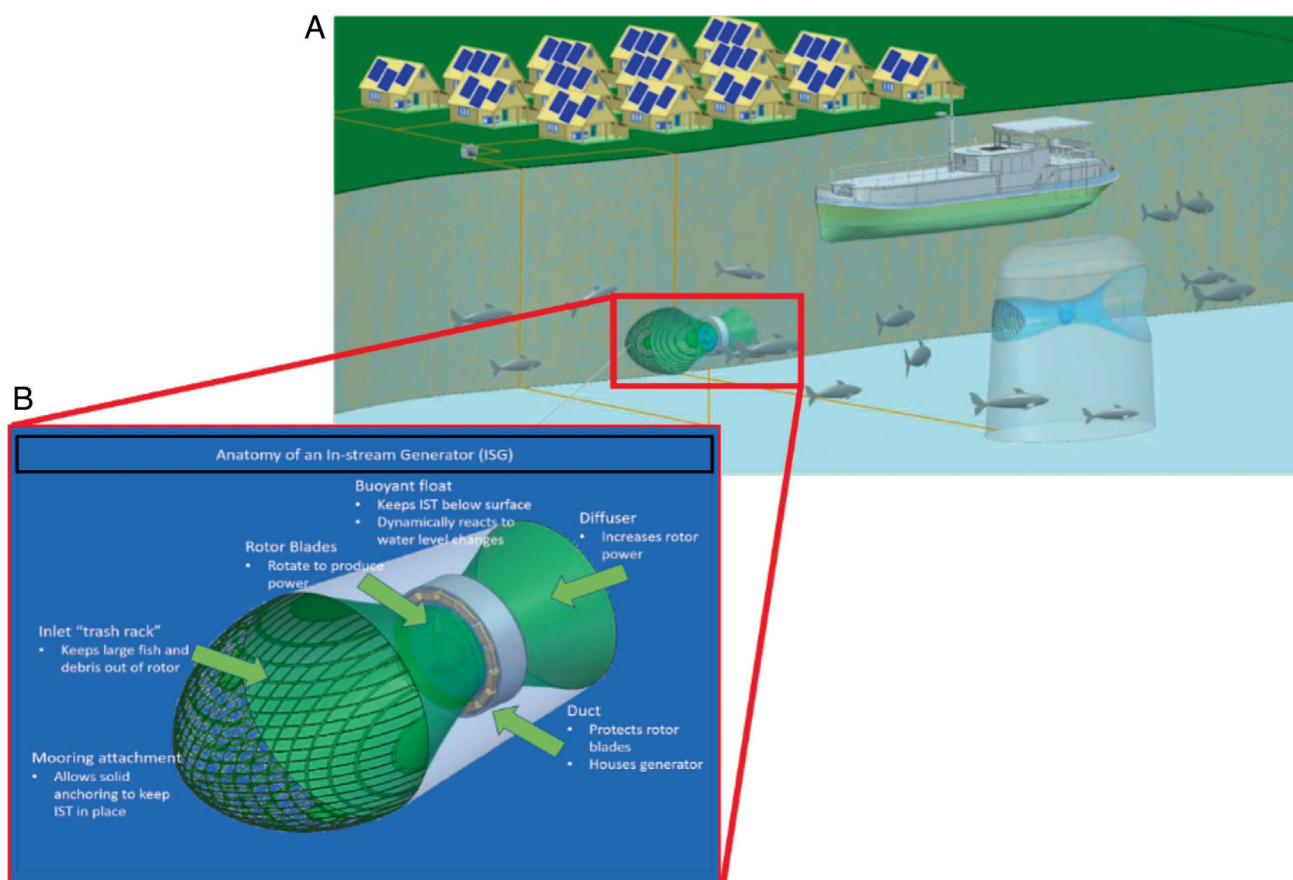 A
B
Anatomy of an In-stream Generator (ISG)
Buoyant float
• Keeps IST below surface
• Dynamically reacts to
water level changes
Diffuser
• Increases rotor
power
Rotor Blades
• Rotate to produce
power
Inlet “trash rack”
• Keeps large fish and
debris out of rotor
Duct
• Protects rotor
blades
• Houses generator
Mooring attachment
• Allows solid
anchoring to keep
IST in place